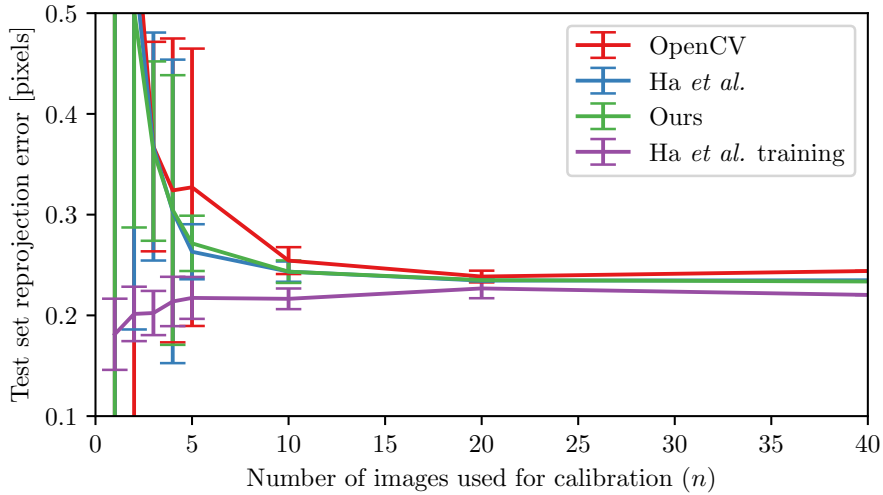 Test set reprojection error [pixels]
0.5
0.4
0.3
0.2
0.1
OpenCV
Ha et al.
Ours
Ha et al. training
0 5 10 15 20 25 30 35 40
Number of images used for calibration (n)